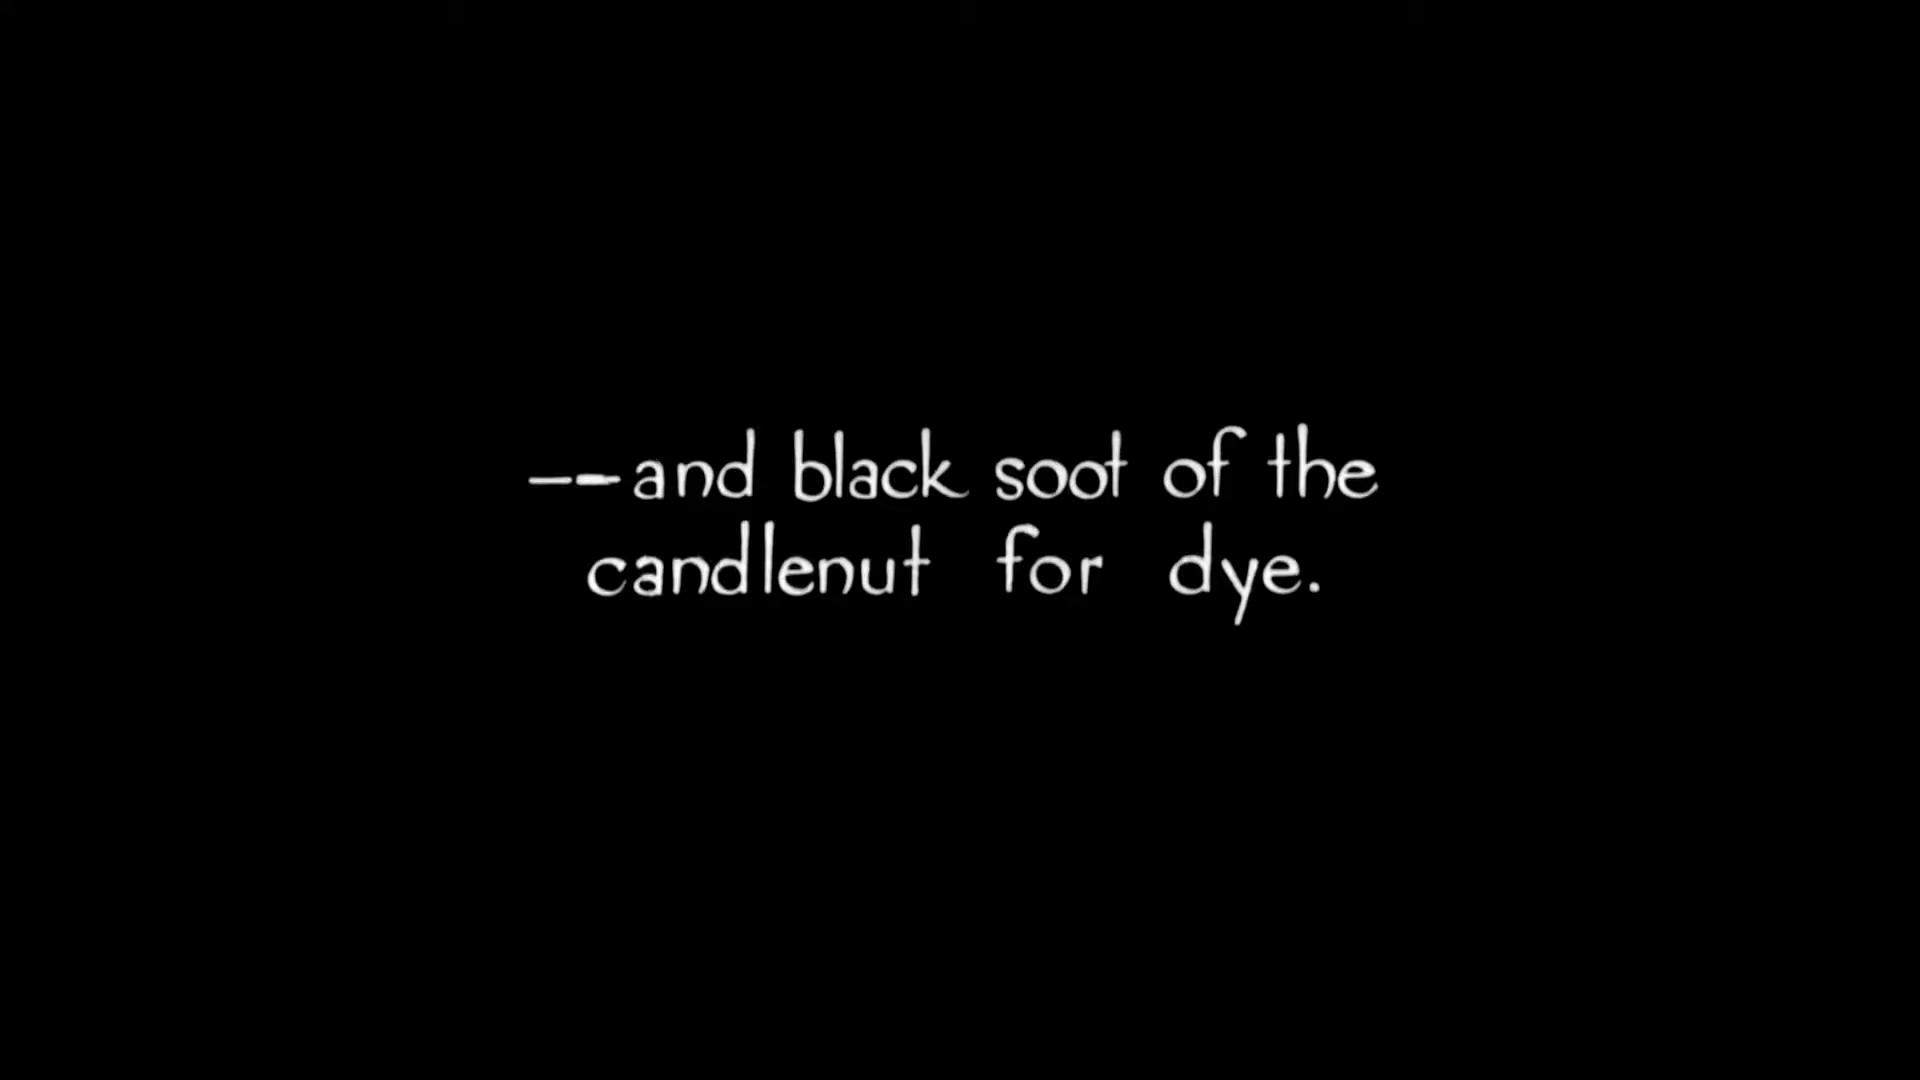 --and black soot of the
candlenut for dye.